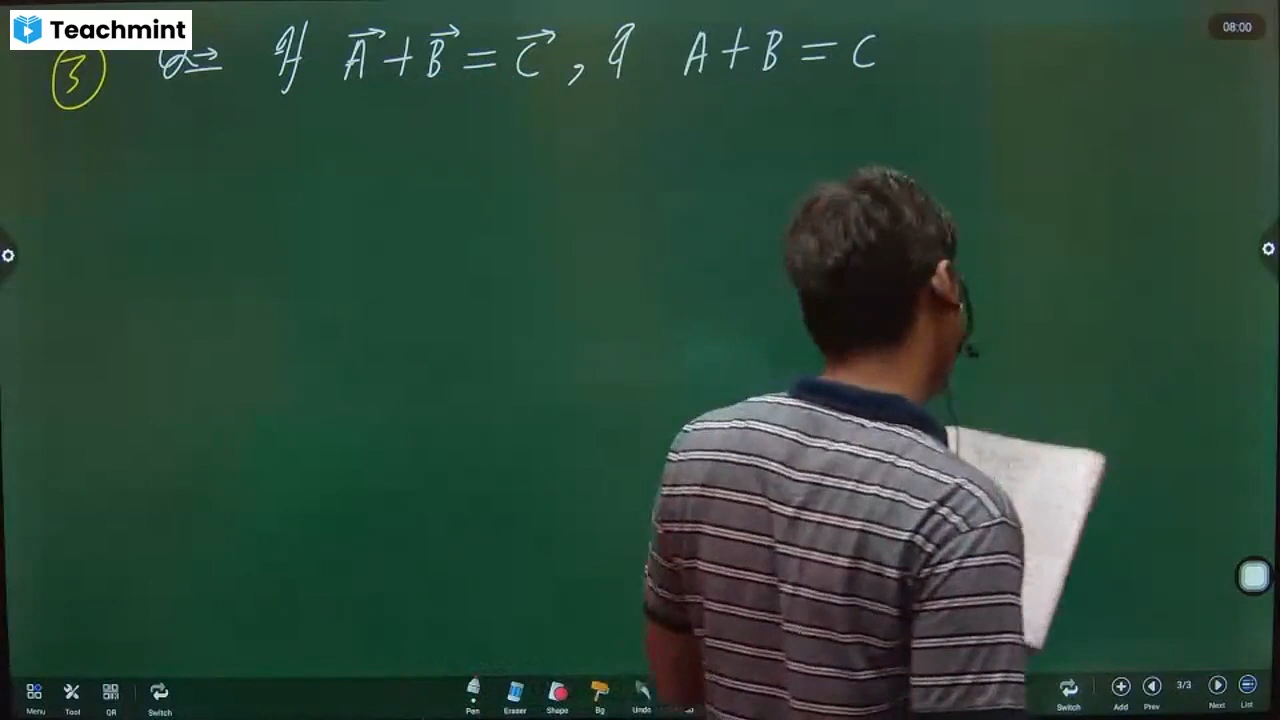 Teachmint
08:00
③ Q⇒ If A⃗ + B⃗ = C⃗, & A + B = C
Menu Tool QR Switch Pen Eraser Shape Bg Undo Switch Add Prev 3/3 Next List